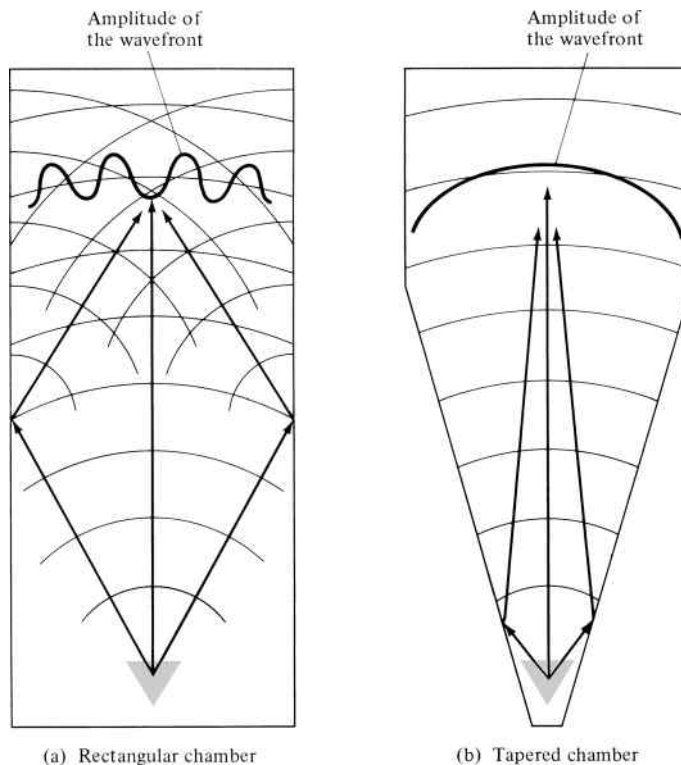 Amplitude of
the wavefront
Amplitude of
the wavefront
(a) Rectangular chamber
(b) Tapered chamber